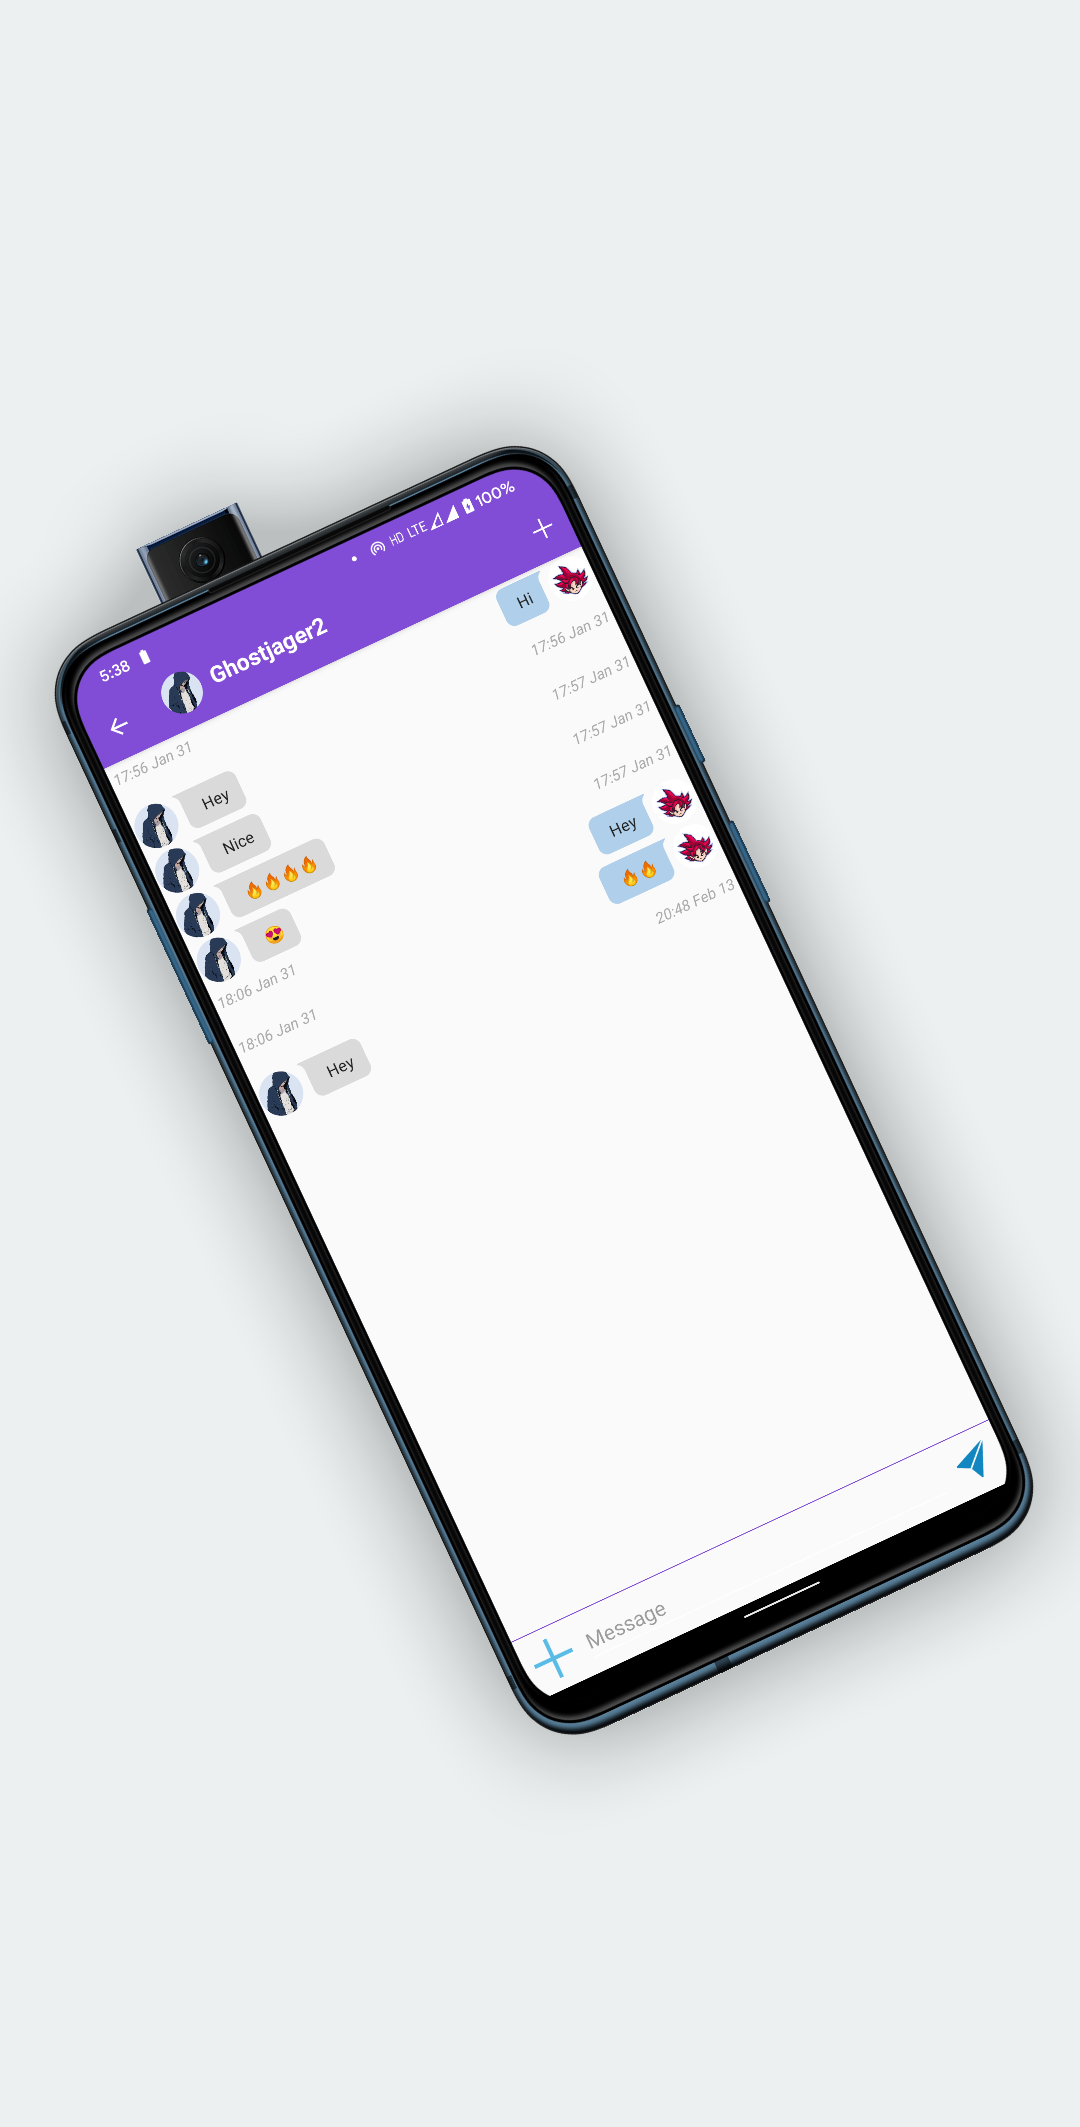 5:38 HD LTE 100%
Ghostjager2
Hi
17:56 Jan 31
Hey 17:56 Jan 31
Nice 17:57 Jan 31
🔥🔥🔥🔥 17:57 Jan 31
😍 17:57 Jan 31
18:06 Jan 31 Hey
18:06 Jan 31 🔥🔥
Hey 20:48 Feb 13
Message